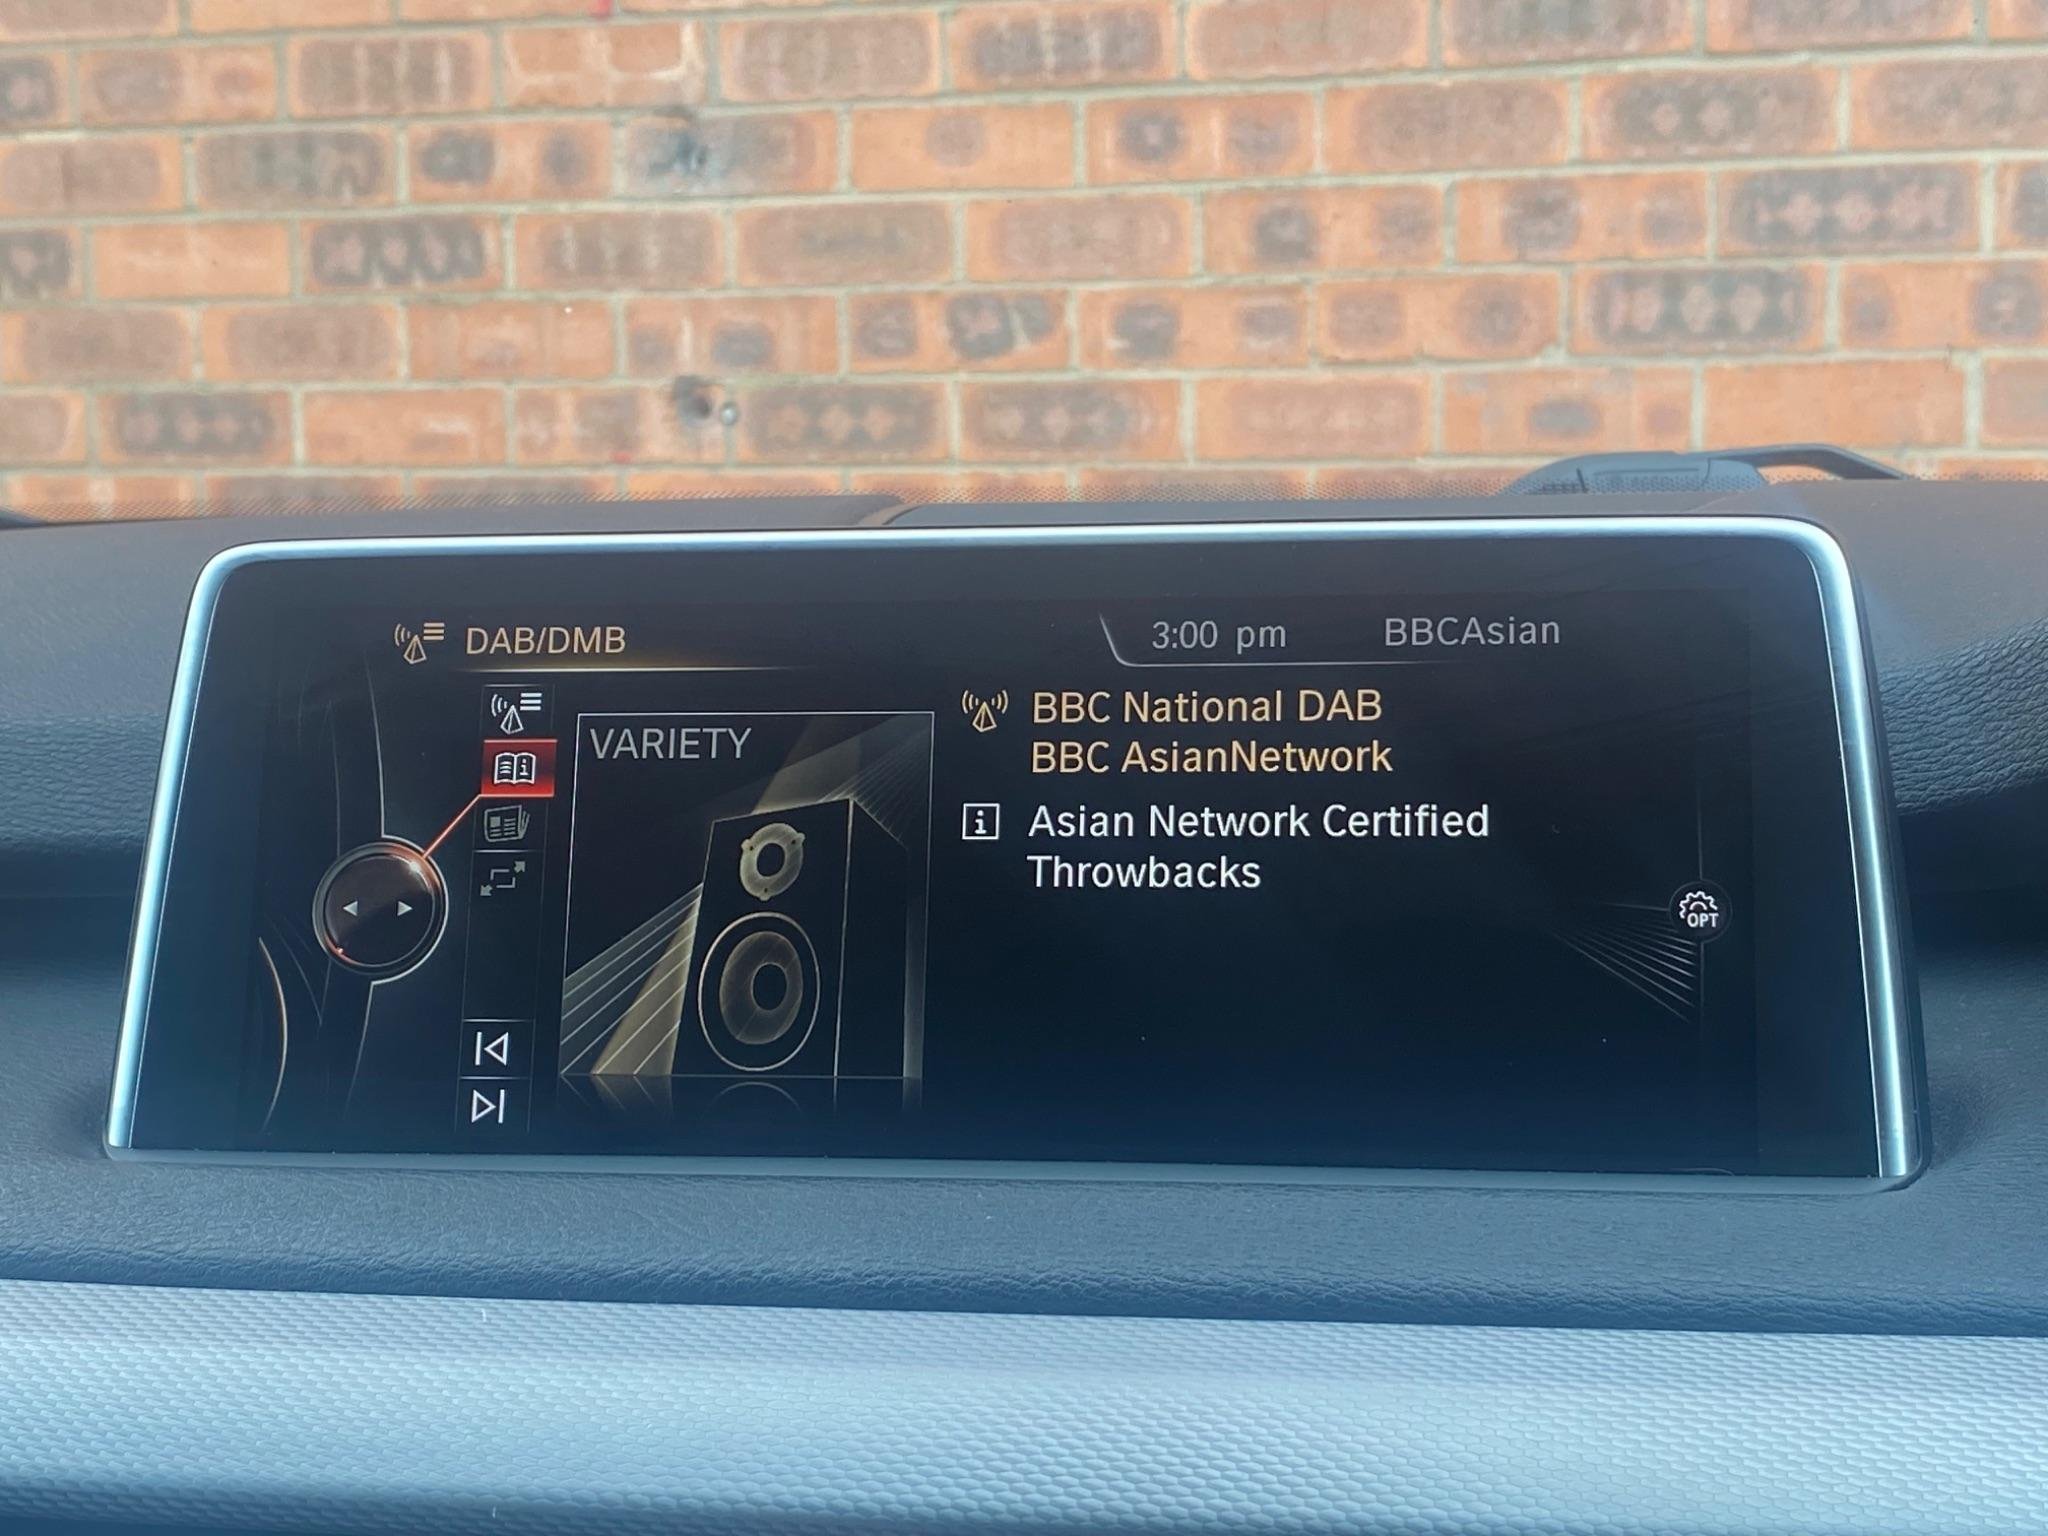 DAB/DMB
3:00 pm
BBCAsian
VARIETY
BBC National DAB
BBC AsianNetwork
Asian Network Certified
Throwbacks
OPT